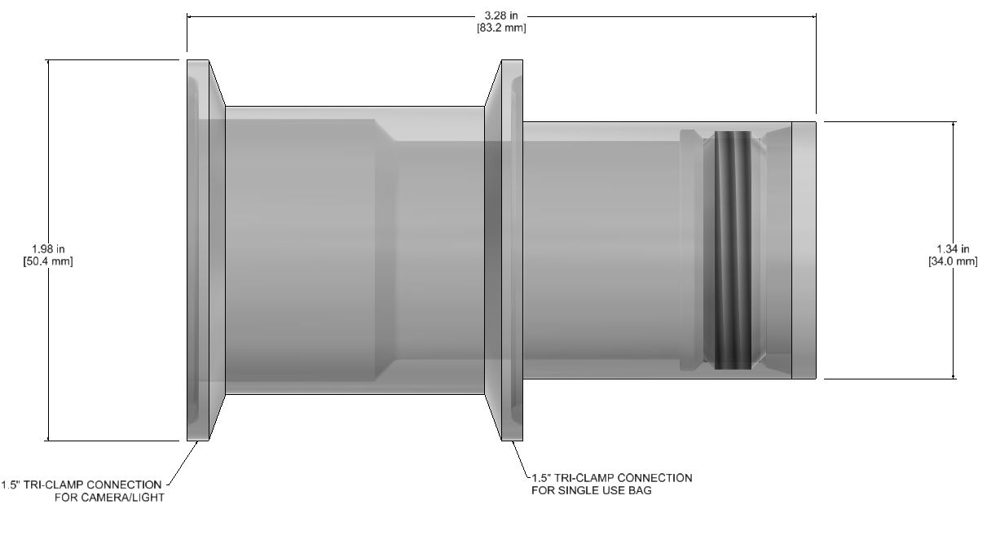 3.28 in
[83.2 mm]
1.98 in
[50.4 mm]
1.34 in
[34.0 mm]
1.5" TRI-CLAMP CONNECTION
FOR CAMERA/LIGHT
1.5" TRI-CLAMP CONNECTION
FOR SINGLE USE BAG